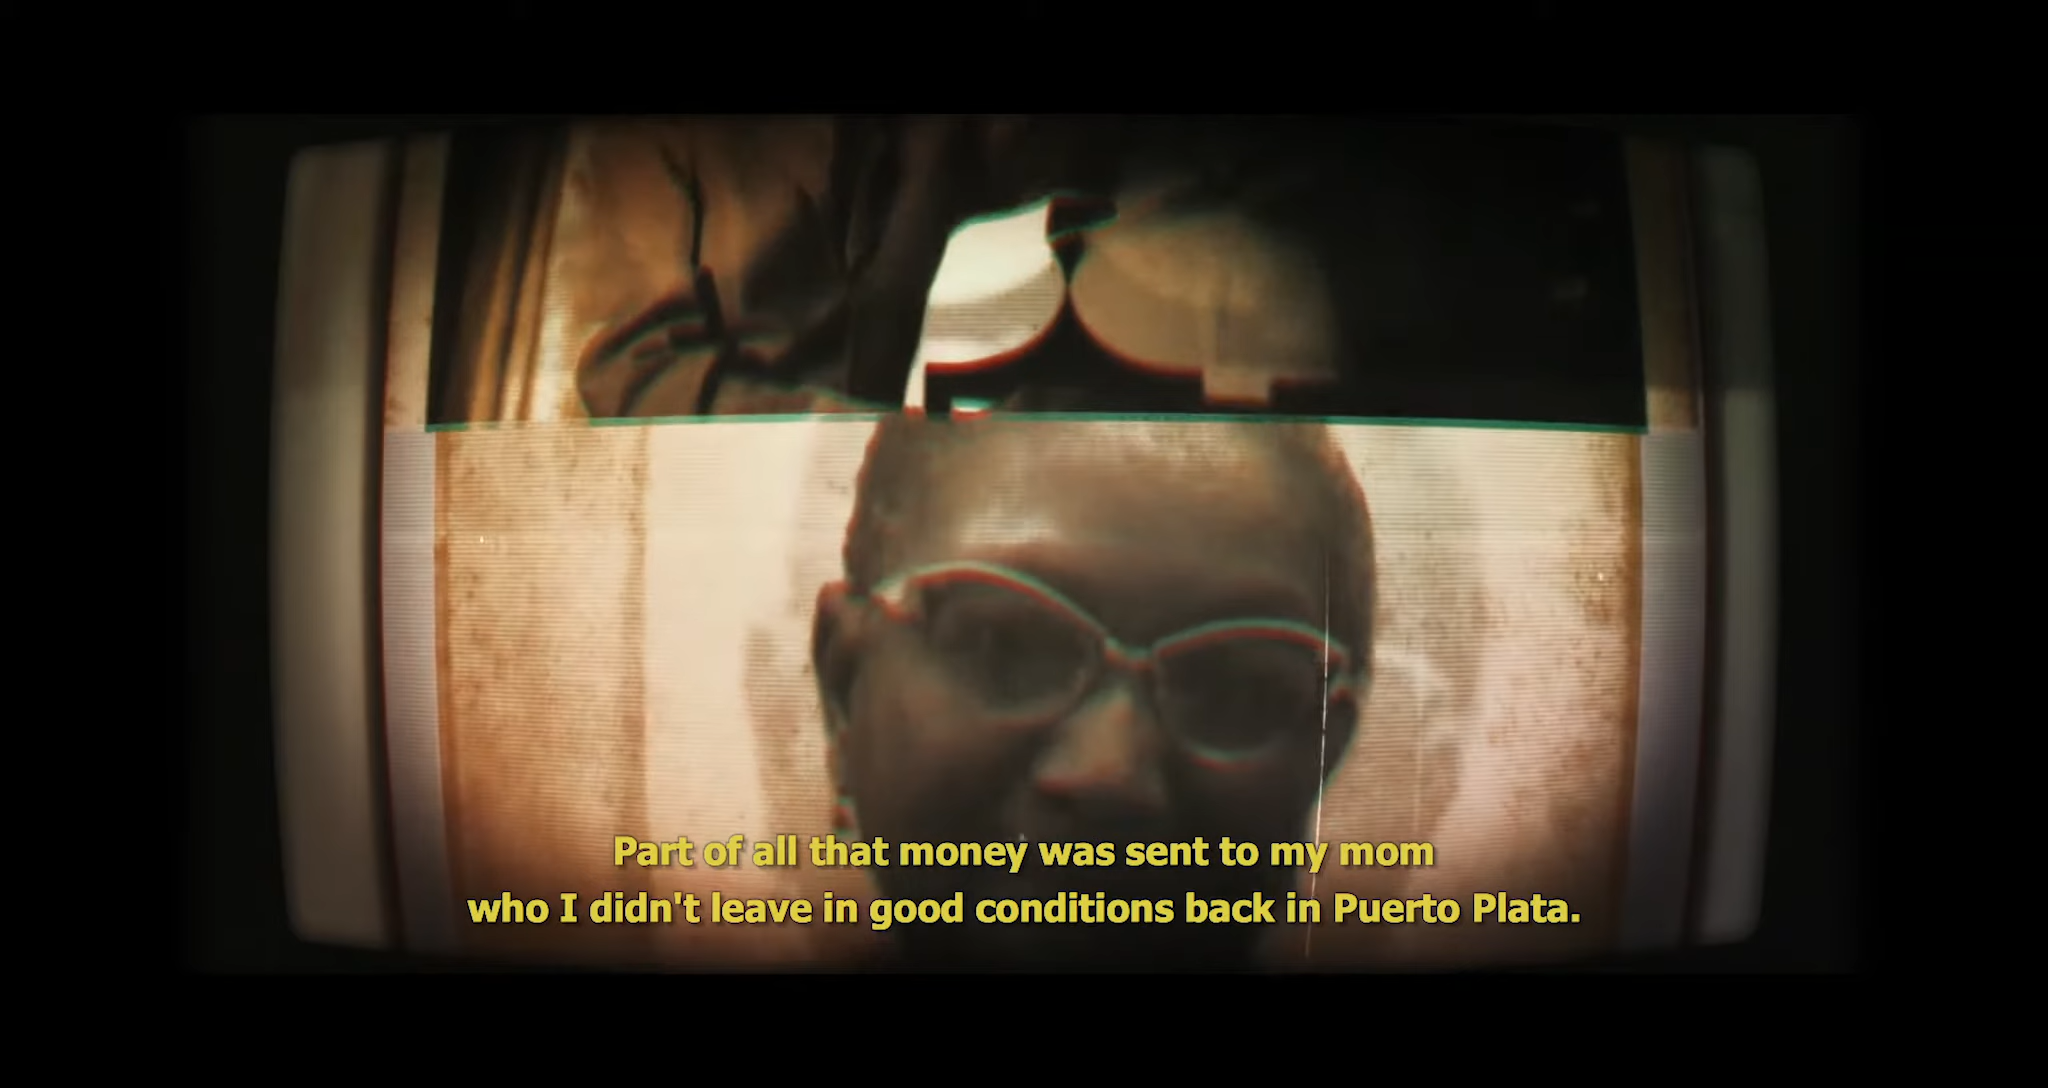 Part of all that money was sent to my mom
who I didn't leave in good conditions back in Puerto Plata.